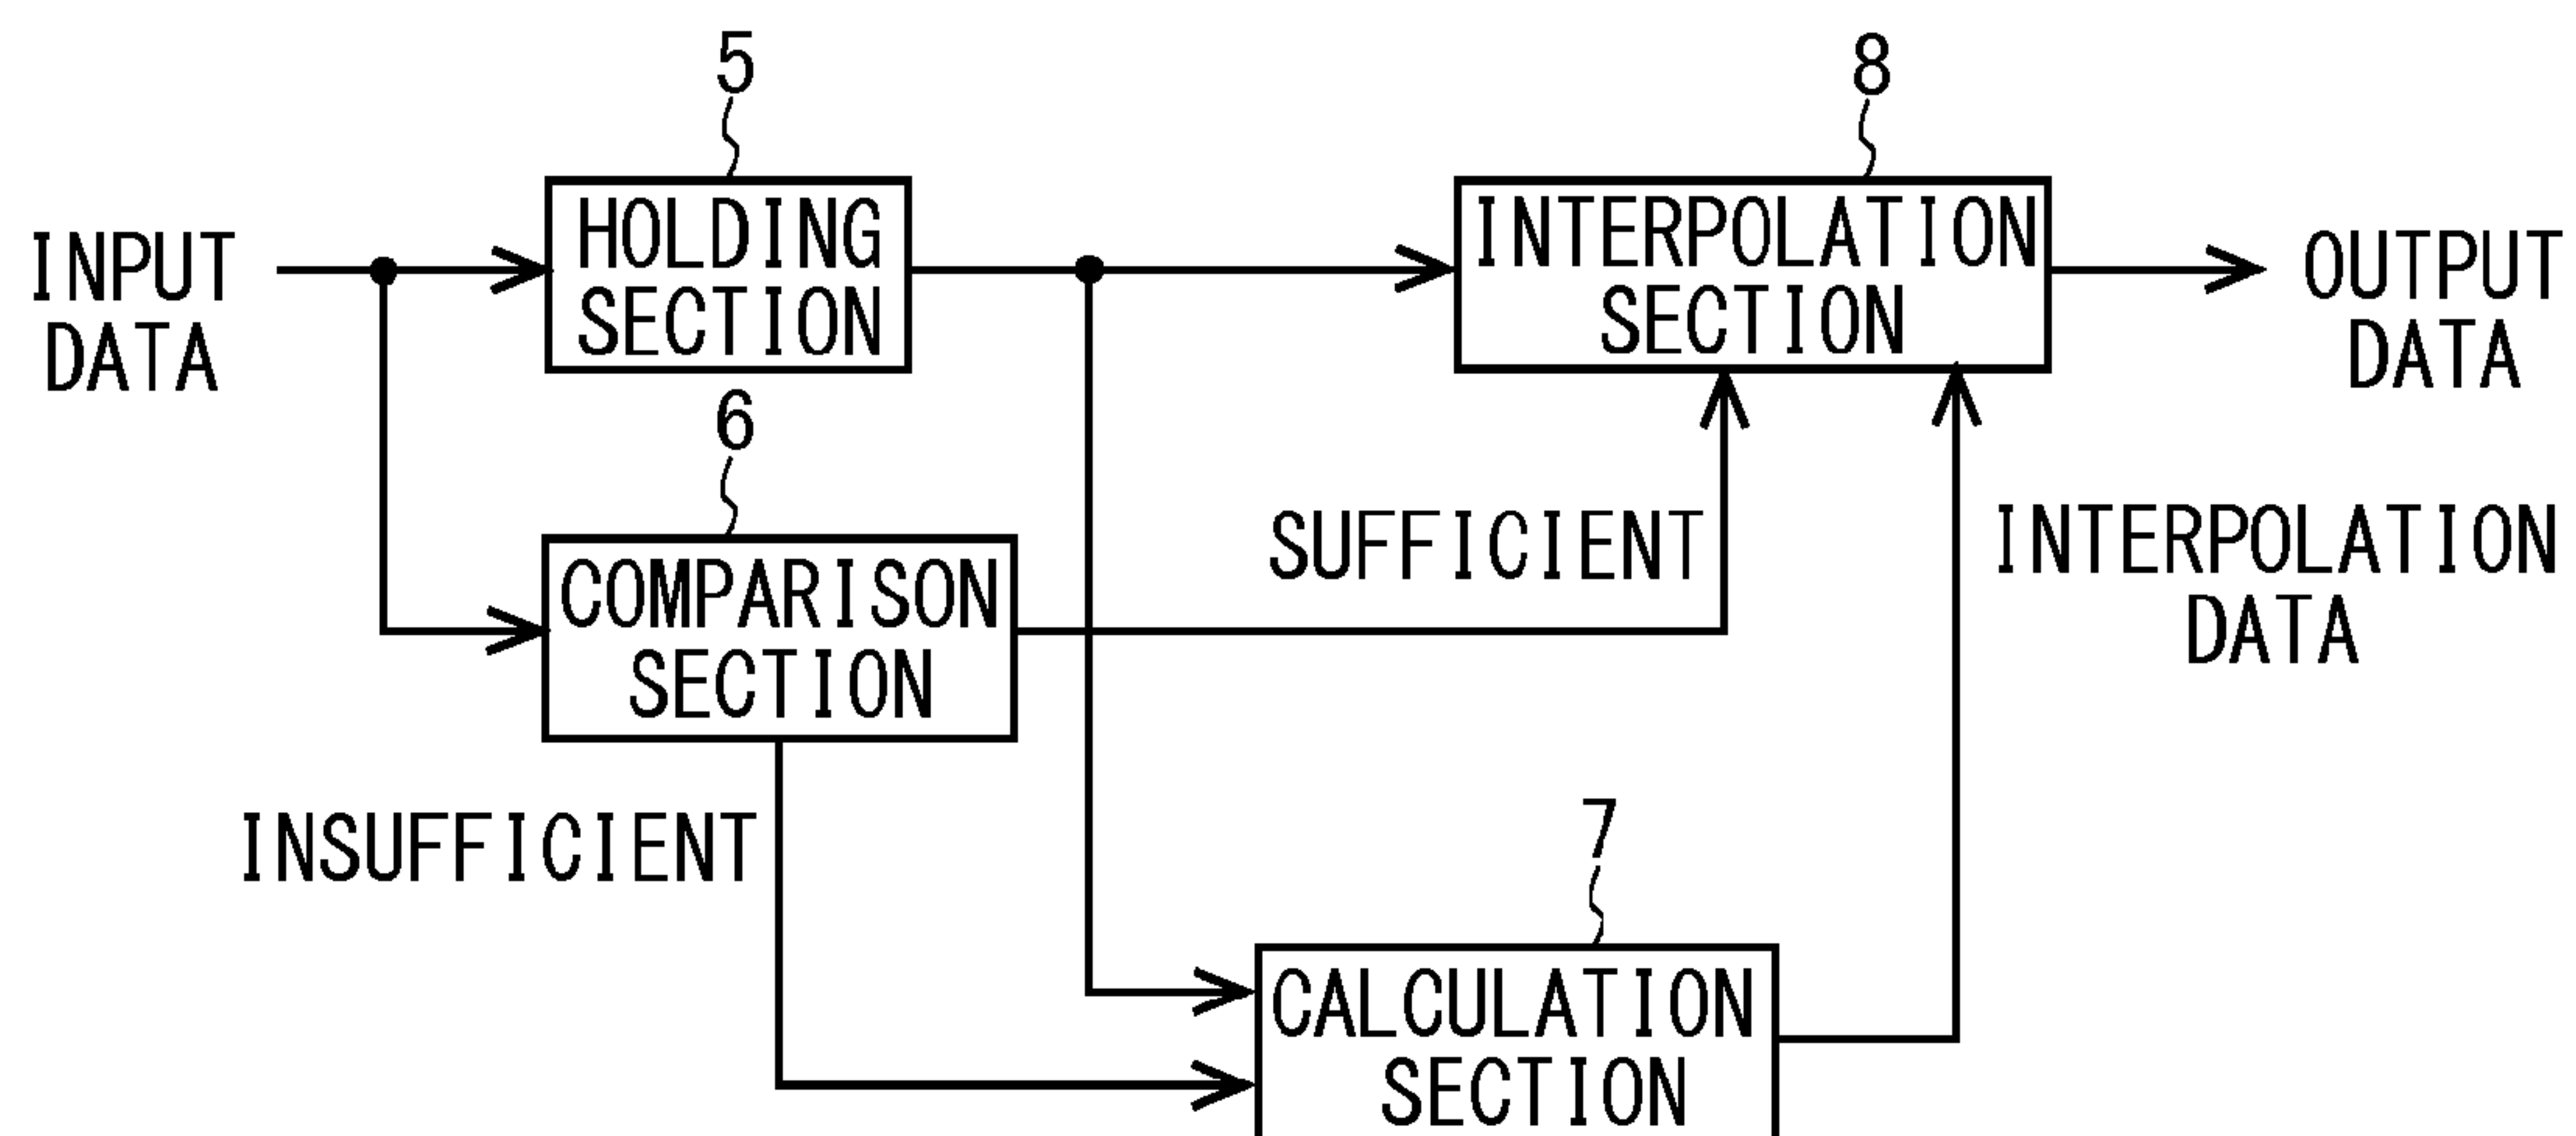 5
8
INPUT
DATA
HOLDING
SECTION
INTERPOLATION
SECTION
OUTPUT
DATA
6
COMPARISON
SECTION
SUFFICIENT
INTERPOLATION
DATA
INSUFFICIENT
7
CALCULATION
SECTION